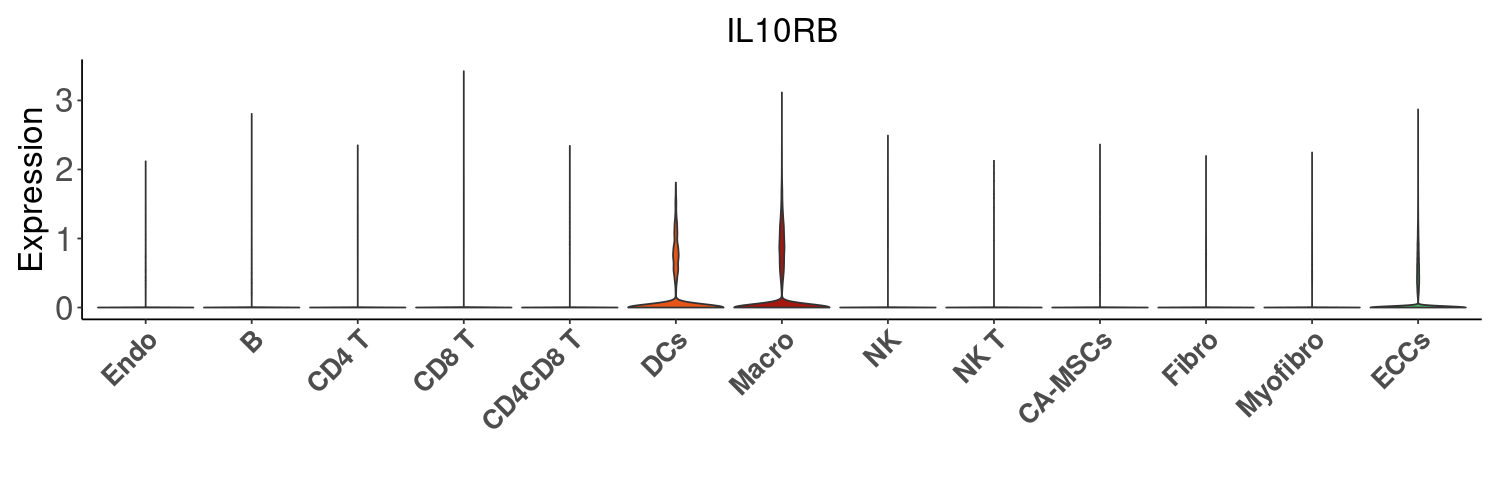 IL10RB
Expression
3
2
1
0
Endo
B
CD4 T
CD8 T
CD4CD8 T
DCs
Macro
NK
NK T
CA-MSCs
Fibro
Myofibro
ECCs